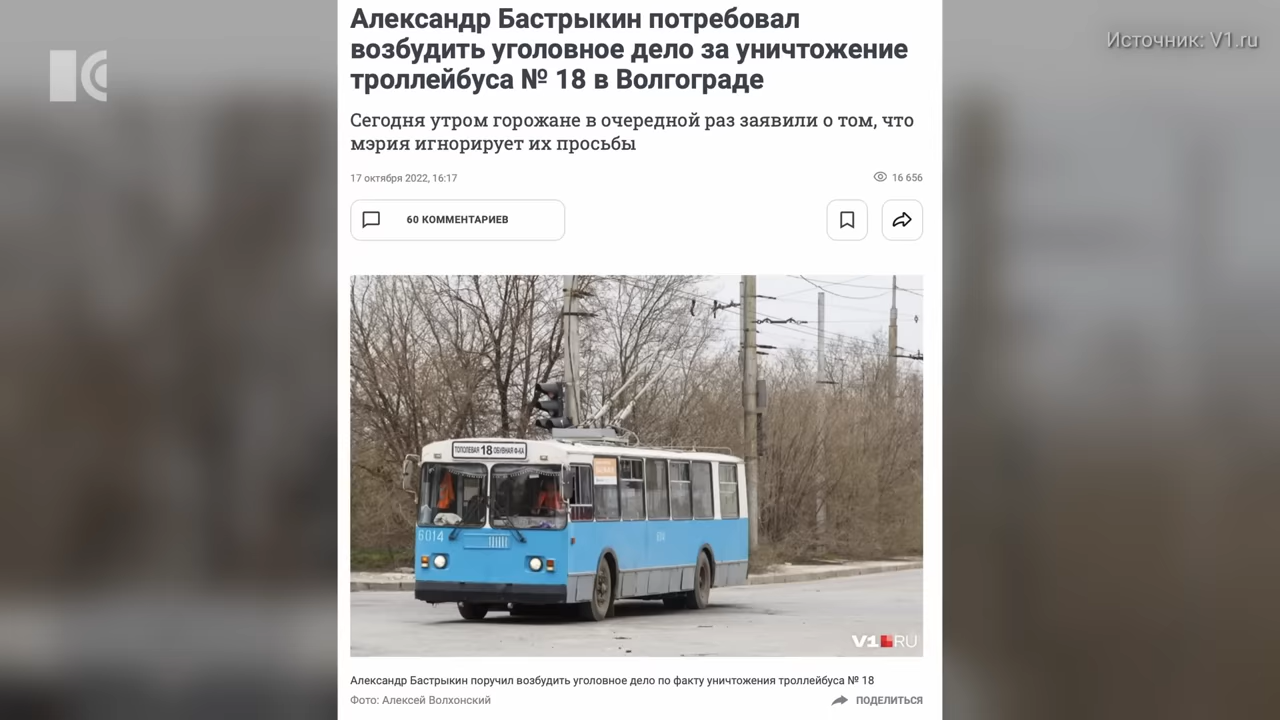 Источник: V1.ru
Александр Бастрыкин потребовал
возбудить уголовное дело за уничтожение
троллейбуса № 18 в Волгограде
Сегодня утром горожане в очередной раз заявили о том, что
мэрия игнорирует их просьбы
17 октября 2022, 16:17
16 656
60 КОММЕНТАРИЕВ
ТОПОЛЕВАЯ 18 ОБУВНАЯ Ф-КА
6014
V1.RU
Александр Бастрыкин поручил возбудить уголовное дело по факту уничтожения троллейбуса № 18
Фото: Алексей Волхонский
ПОДЕЛИТЬСЯ